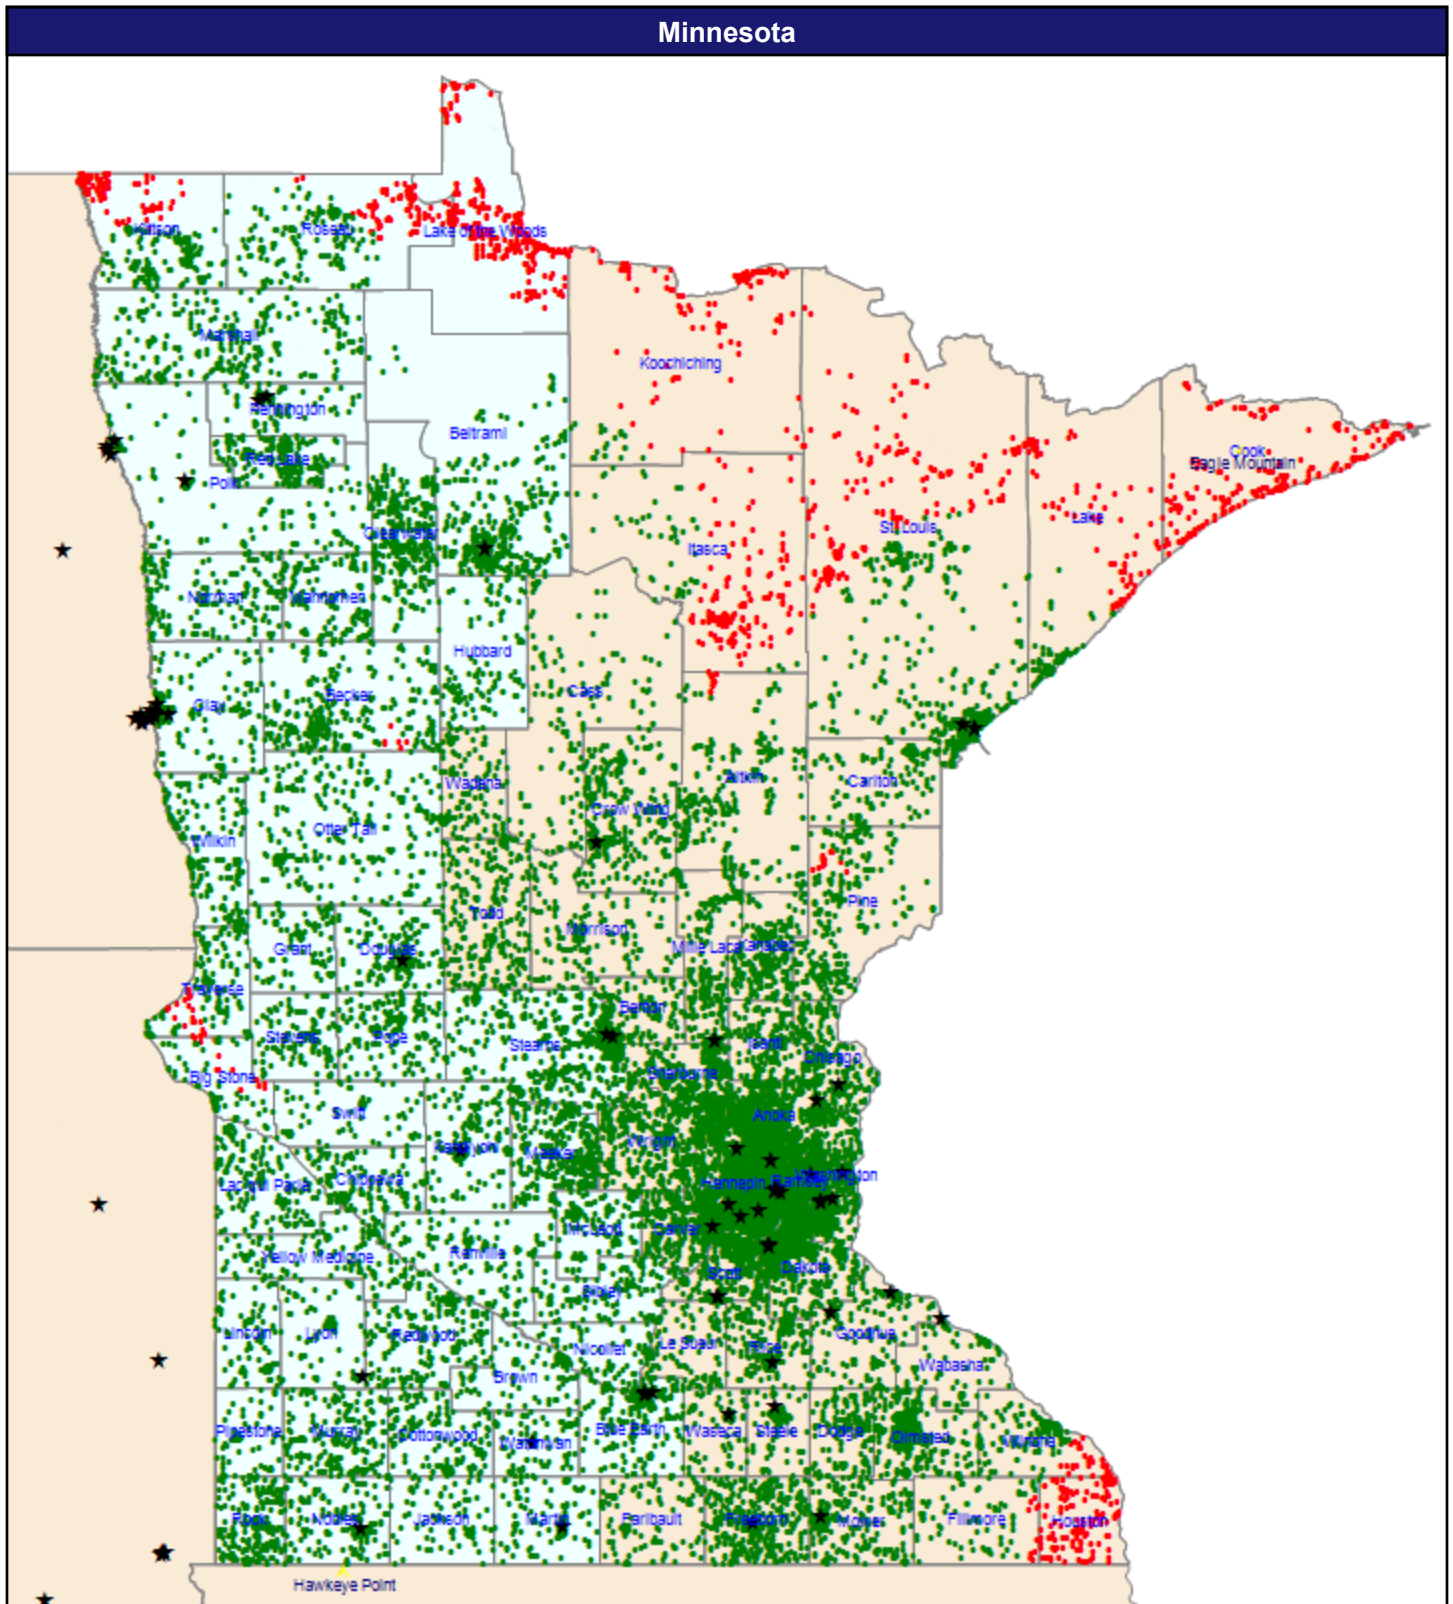 Minnesota
Kittson
Roseau
Lake of the Woods
Marshall
Koochiching
Pennington
Beltrami
Cook
Eagle Mountain
Red Lake
Polk
Clearwater
Lake
St. Louis
Itasca
Norman
Mahnomen
Hubbard
Cass
Becker
Clay
Wadena
Aitkin
Carlton
Crow Wing
Otter Tail
Wilkin
Pine
Todd
Morrison
Mille Lacs
Kanabec
Grant
Douglas
Traverse
Benton
Stevens
Pope
Stearns
Isanti
Chisago
Sherburne
Big Stone
Swift
Anoka
Wright
Kandiyohi
Meeker
Chippewa
Lac qui Parle
Hennepin
Ramsey
Washington
McLeod
Carver
Renville
Yellow Medicine
Scott
Dakota
Sibley
Lincoln
Lyon
Redwood
Nicollet
Le Sueur
Rice
Goodhue
Wabasha
Brown
Pipestone
Murray
Cottonwood
Watonwan
Blue Earth
Waseca
Steele
Dodge
Olmsted
Winona
Rock
Nobles
Jackson
Martin
Faribault
Freeborn
Mower
Fillmore
Houston
Hawkeye Point